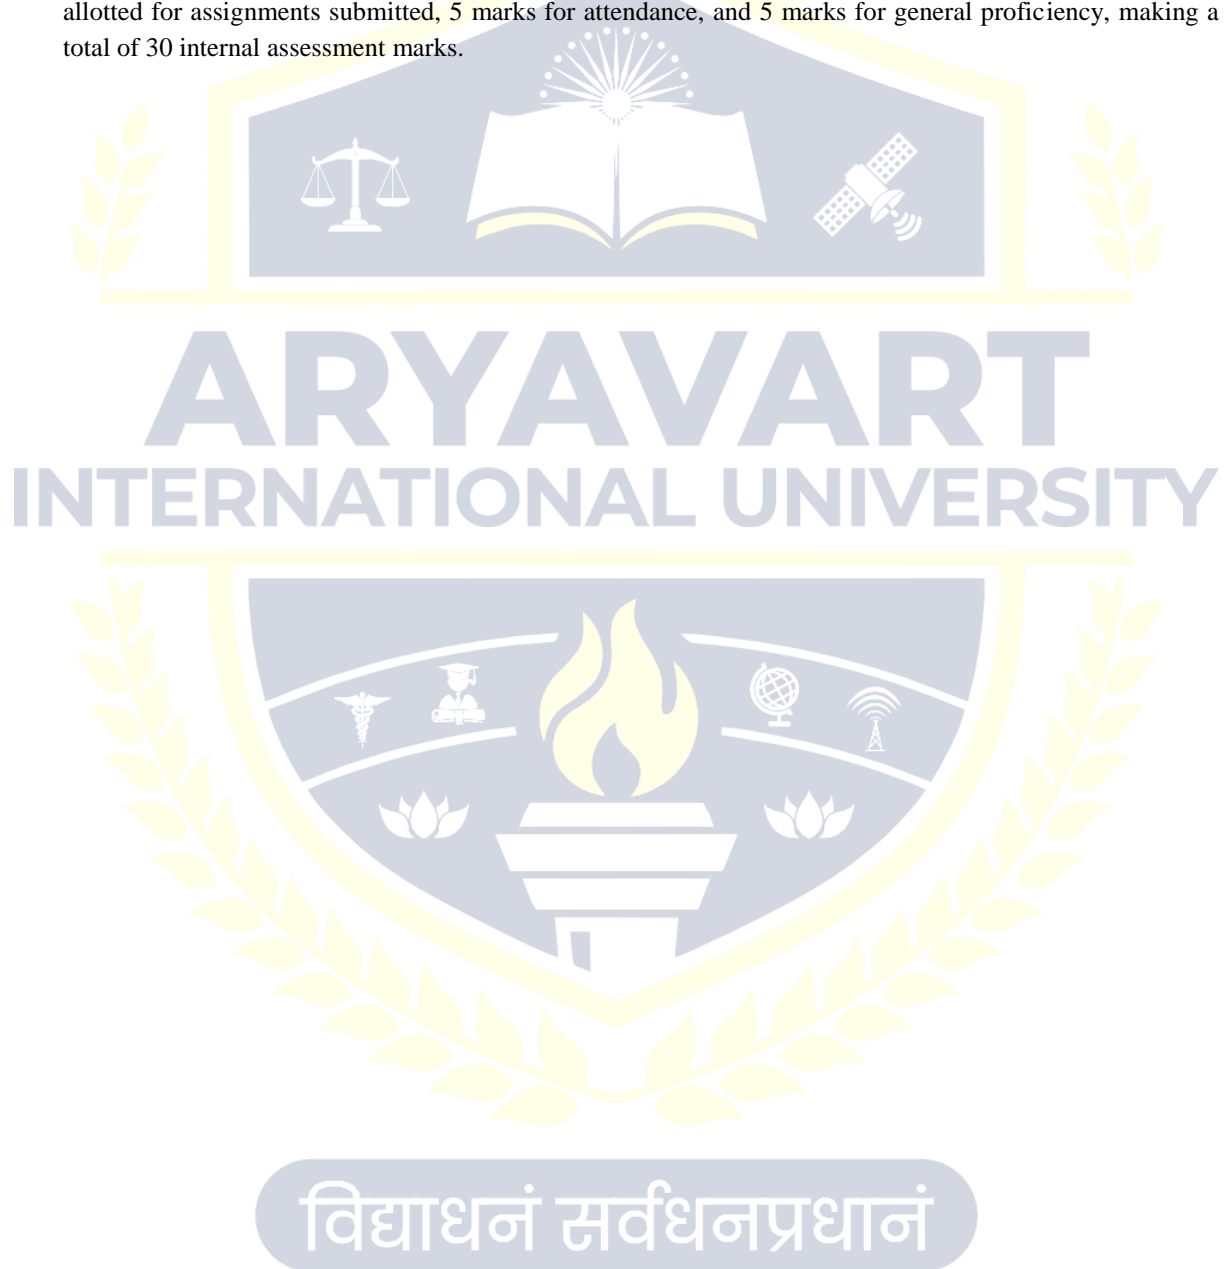 allotted for assignments submitted, 5 marks for attendance, and 5 marks for general proficiency, making a
total of 30 internal assessment marks.
ARYAVART
INTERNATIONAL UNIVERSITY
विद्याधनं सर्वधनप्रधानं